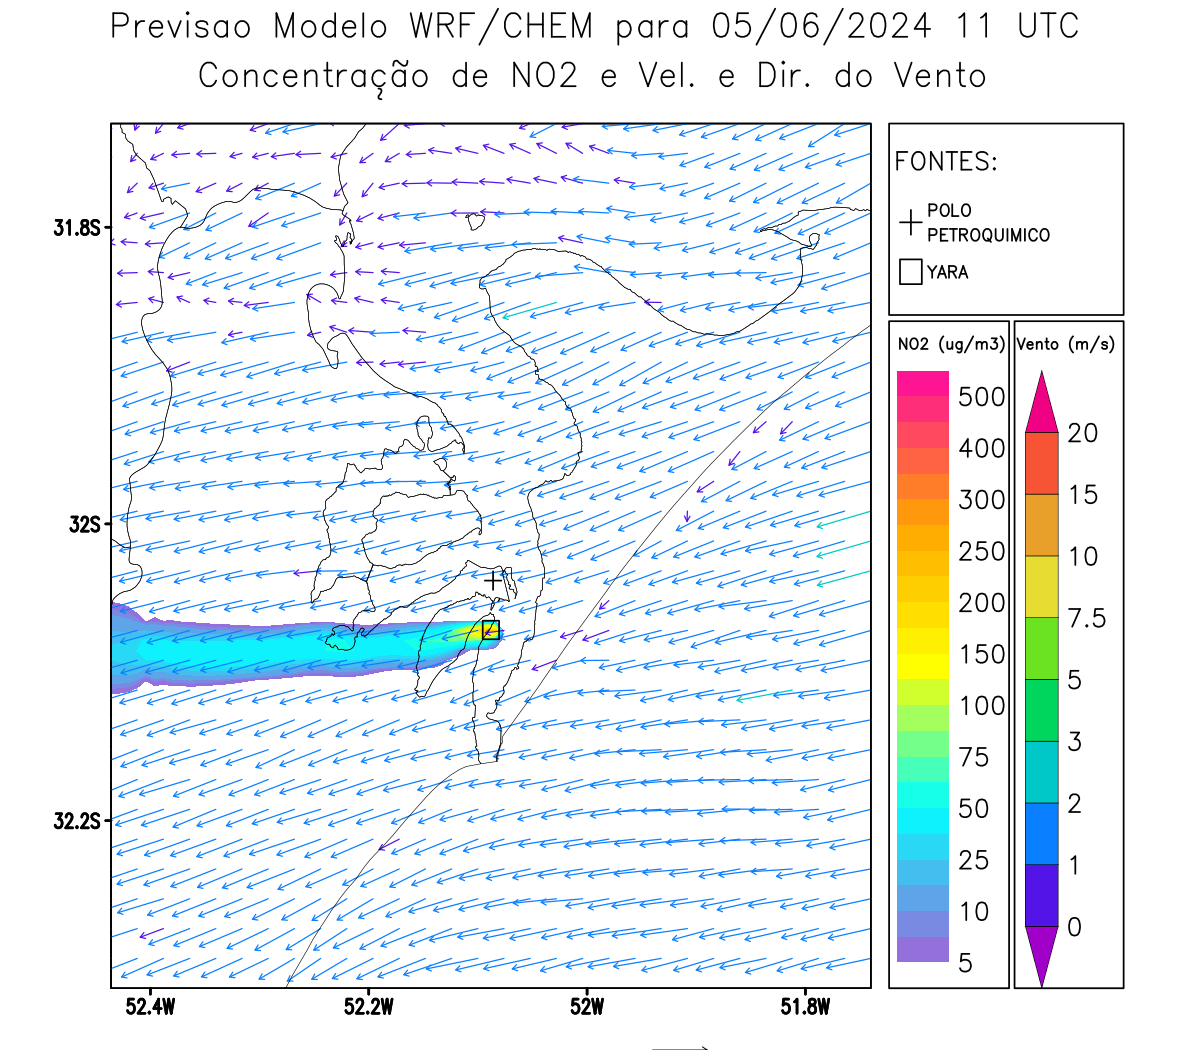 Previsao Modelo WRF/CHEM para 05/06/2024 11 UTC
Concentração de NO2 e Vel. e Dir. do Vento
FONTES:
POLO
PETROQUIMICO
YARA
NO2 (ug/m3)
500
400
300
250
200
150
100
75
50
25
10
5
Vento (m/s)
20
15
10
7.5
5
3
2
1
0
31.8S
32S
32.2S
52.4W
52.2W
52W
51.8W